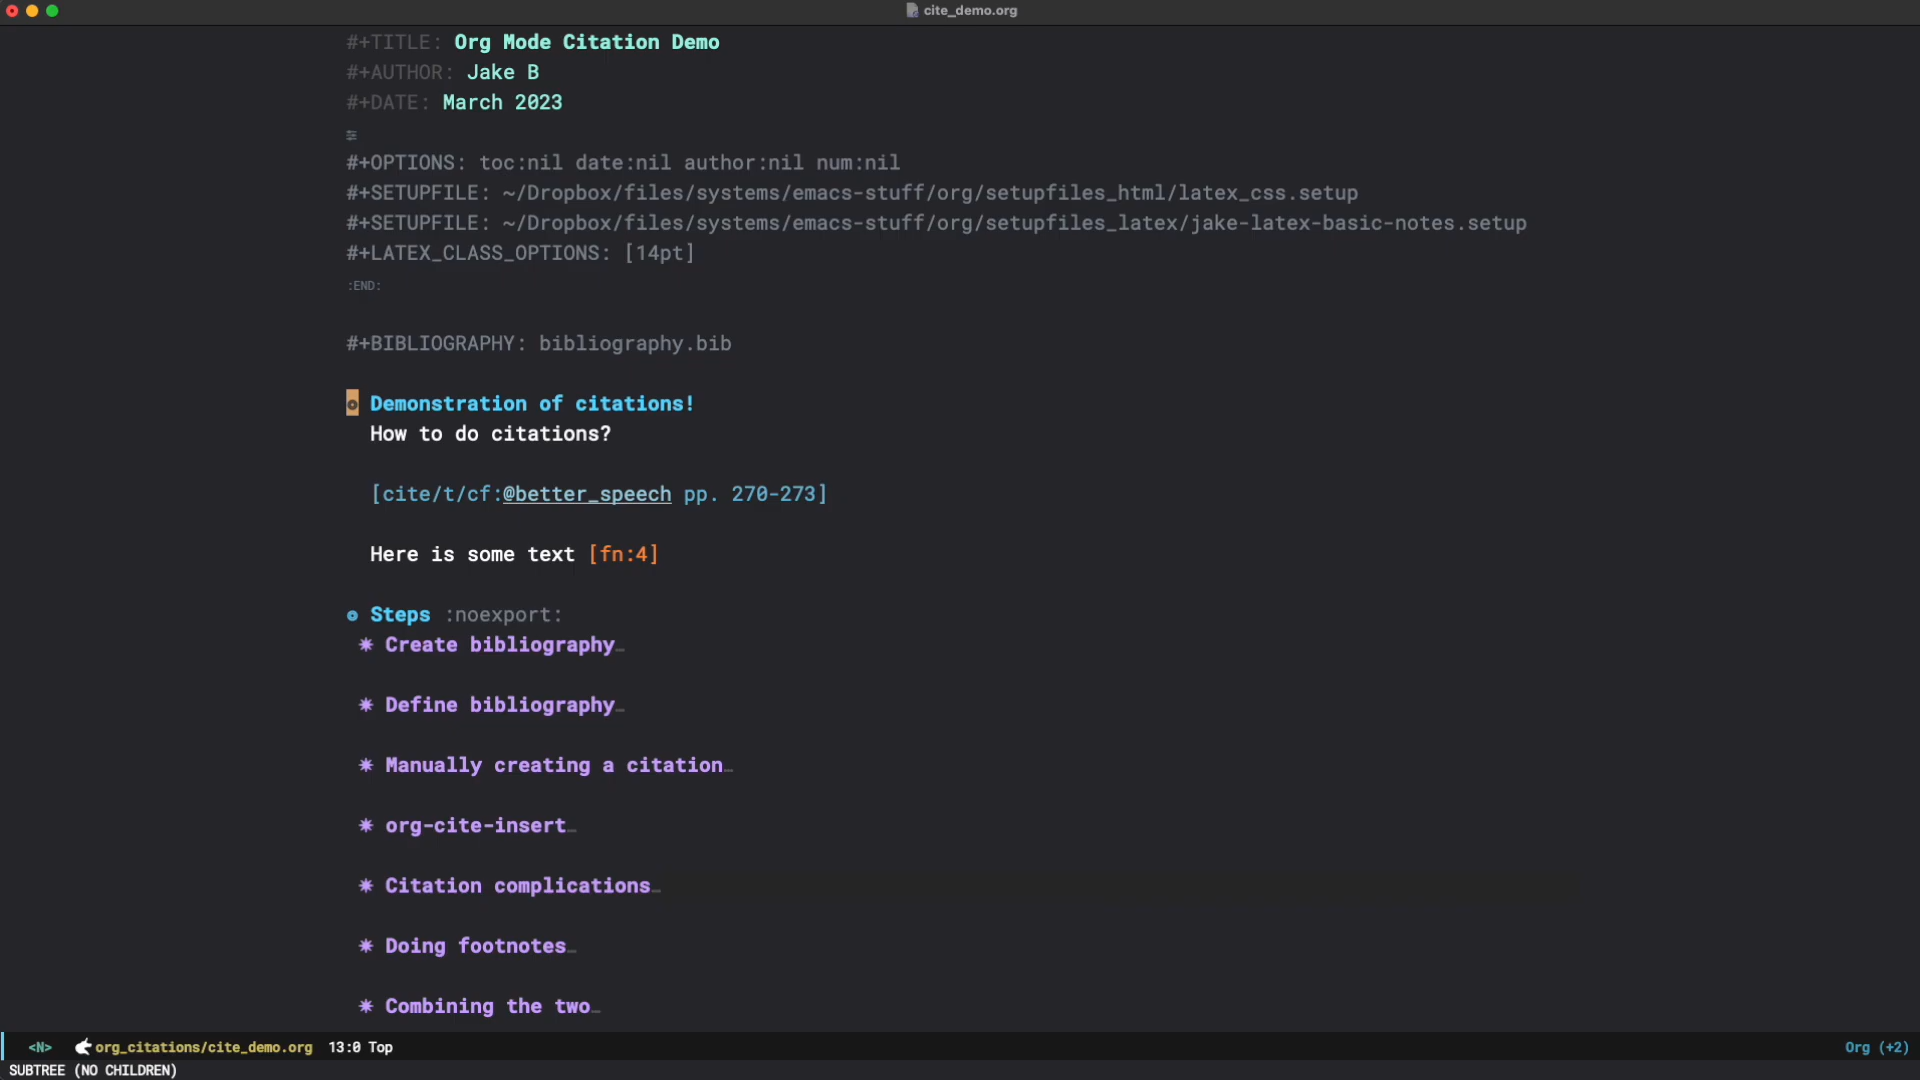 cite_demo.org
#+TITLE: Org Mode Citation Demo
#+AUTHOR: Jake B
#+DATE: March 2023
#+OPTIONS: toc:nil date:nil author:nil num:nil
#+SETUPFILE: ~/Dropbox/files/systems/emacs-stuff/org/setupfiles_html/latex_css.setup
#+SETUPFILE: ~/Dropbox/files/systems/emacs-stuff/org/setupfiles_latex/jake-latex-basic-notes.setup
#+LATEX_CLASS_OPTIONS: [14pt]
:END:
#+BIBLIOGRAPHY: bibliography.bib
Demonstration of citations!
How to do citations?
[cite/t/cf:@better_speech pp. 270-273]
Here is some text [fn:4]
Steps :noexport:
✷ Create bibliography…
✷ Define bibliography…
✷ Manually creating a citation…
✷ org-cite-insert…
✷ Citation complications…
✷ Doing footnotes…
✷ Combining the two…
<N> org_citations/cite_demo.org 13:0 Top Org (+2)
SUBTREE (NO CHILDREN)